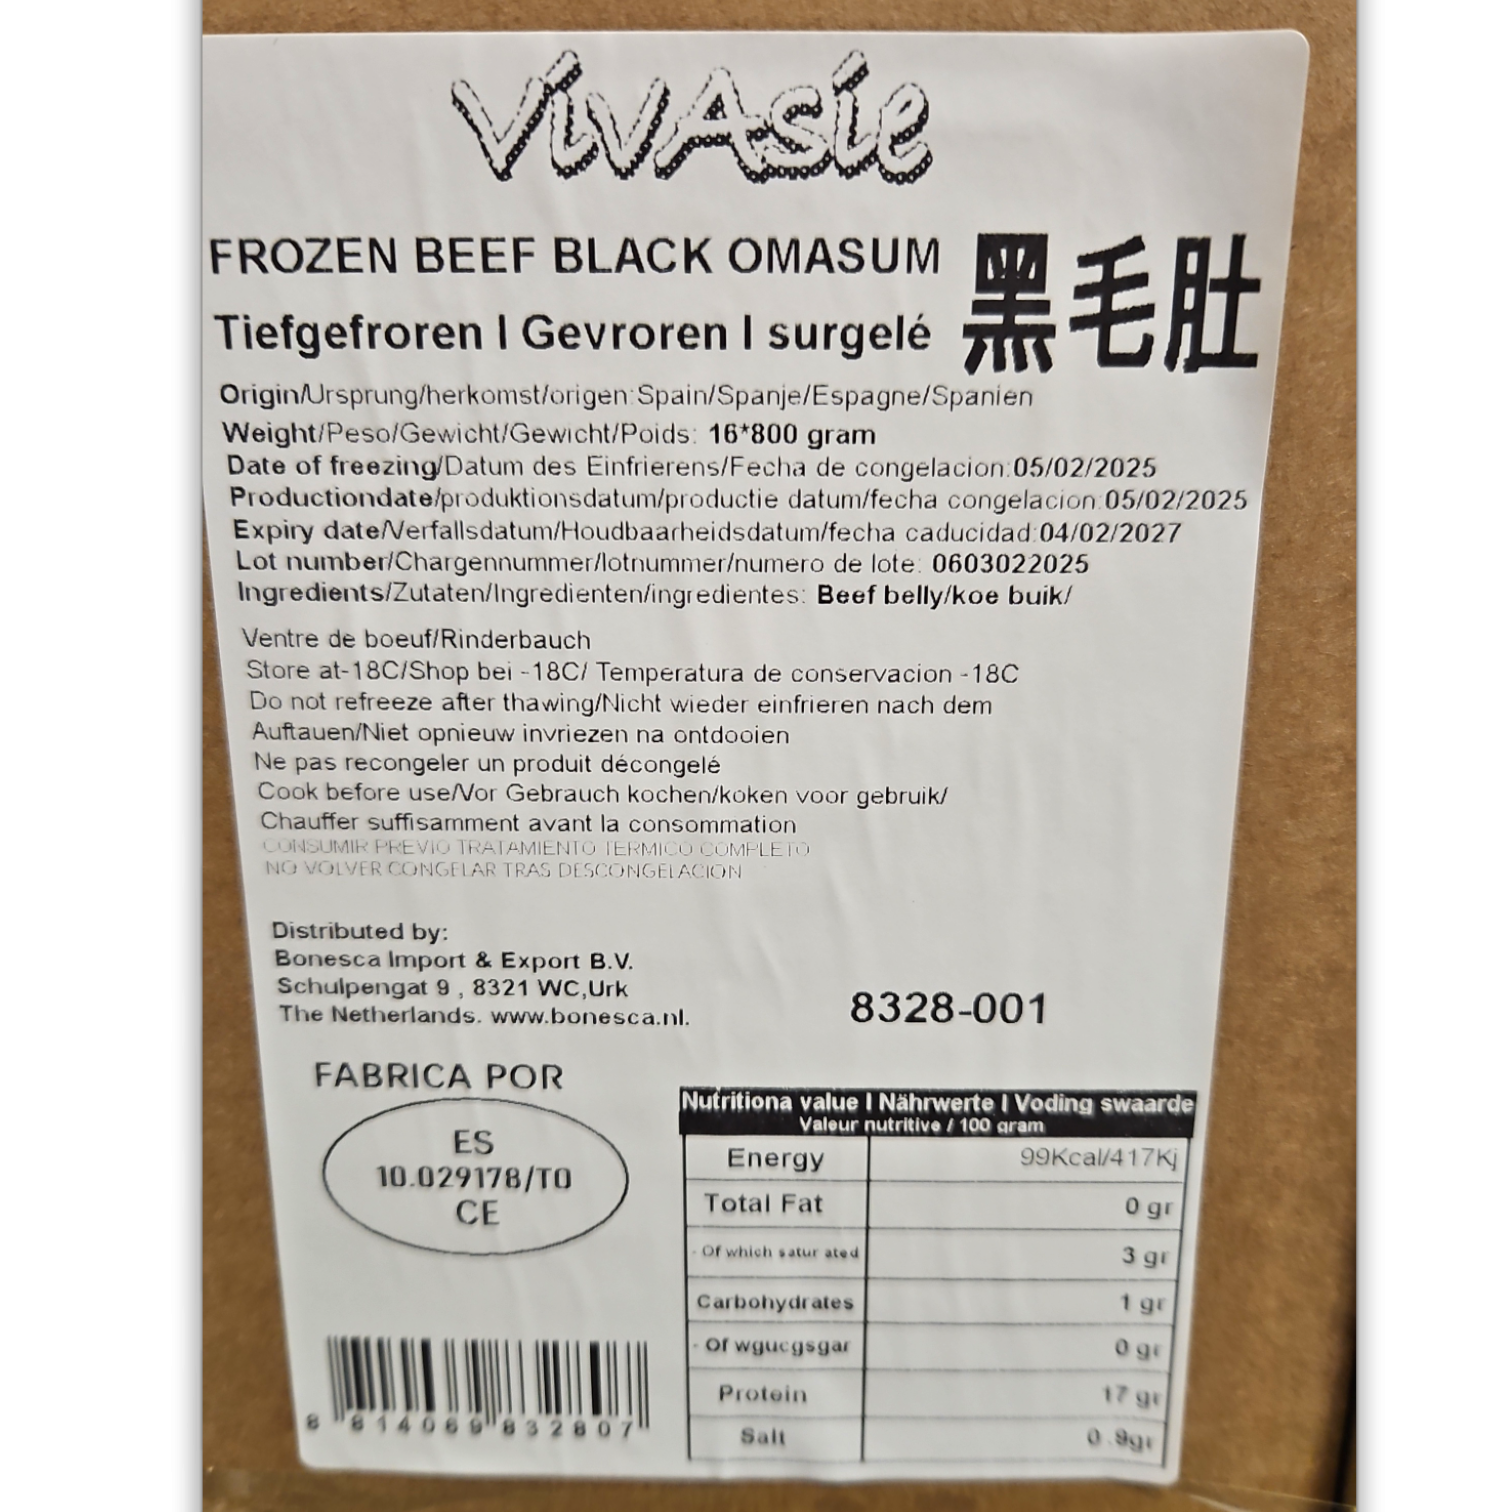 VivAsie
FROZEN BEEF BLACK OMASUM
黑毛肚
Tiefgefroren I Gevroren I surgelé
Origin/Ursprung/herkomst/origen:Spain/Spanje/Espagne/Spanien
Weight/Peso/Gewicht/Gewicht/Poids: 16*800 gram
Date of freezing/Datum des Einfrierens/Fecha de congelacion:05/02/2025
Productiondate/produktionsdatum/productie datum/fecha congelacion:05/02/2025
Expiry date/Verfallsdatum/Houdbaarheidsdatum/fecha caducidad:04/02/2027
Lot number/Chargennummer/lotnummer/numero de lote: 0603022025
Ingredients/Zutaten/Ingredienten/ingredientes: Beef belly/koe buik/
Ventre de boeuf/Rinderbauch
Store at-18C/Shop bei -18C/ Temperatura de conservacion -18C
Do not refreeze after thawing/Nicht wieder einfrieren nach dem
Auftauen/Niet opnieuw invriezen na ontdooien
Ne pas recongeler un produit décongelé
Cook before use/Vor Gebrauch kochen/koken voor gebruik/
Chauffer suffisamment avant la consommation
CONSUMIR PREVIO TRATAMIENTO TERMICO COMPLETO
NO VOLVER CONGELAR TRAS DESCONGELACION
Distributed by:
Bonesca Import & Export B.V.
Schulpengat 9 , 8321 WC,Urk
The Netherlands. www.bonesca.nl.
8328-001
FABRICA POR
ES
10.029178/TO
CE
Nutritiona value I Nährwerte I Voding swaarde
Valeur nutritive / 100 gram
Energy 99Kcal/417Kj
Total Fat 0 gr
- Of which satur ated 3 gr
Carbohydrates 1 gr
- Of wgucgsgar 0 gr
Protein 17 gr
Salt 0.9gr
8 814069 832807